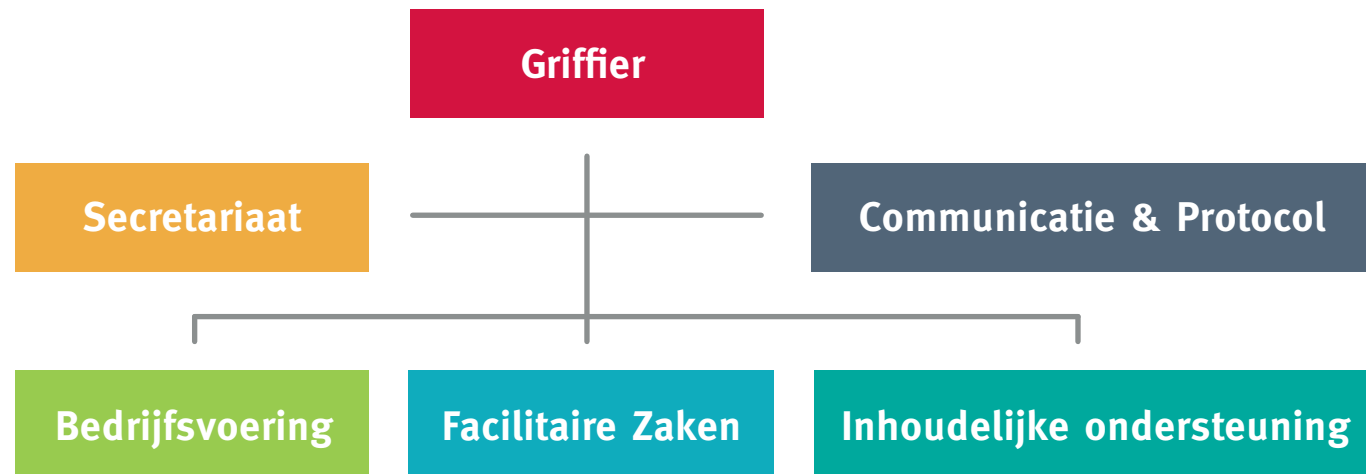 Griffier
Secretariaat
Communicatie & Protocol
Bedrijfsvoering
Facilitaire Zaken
Inhoudelijke ondersteuning